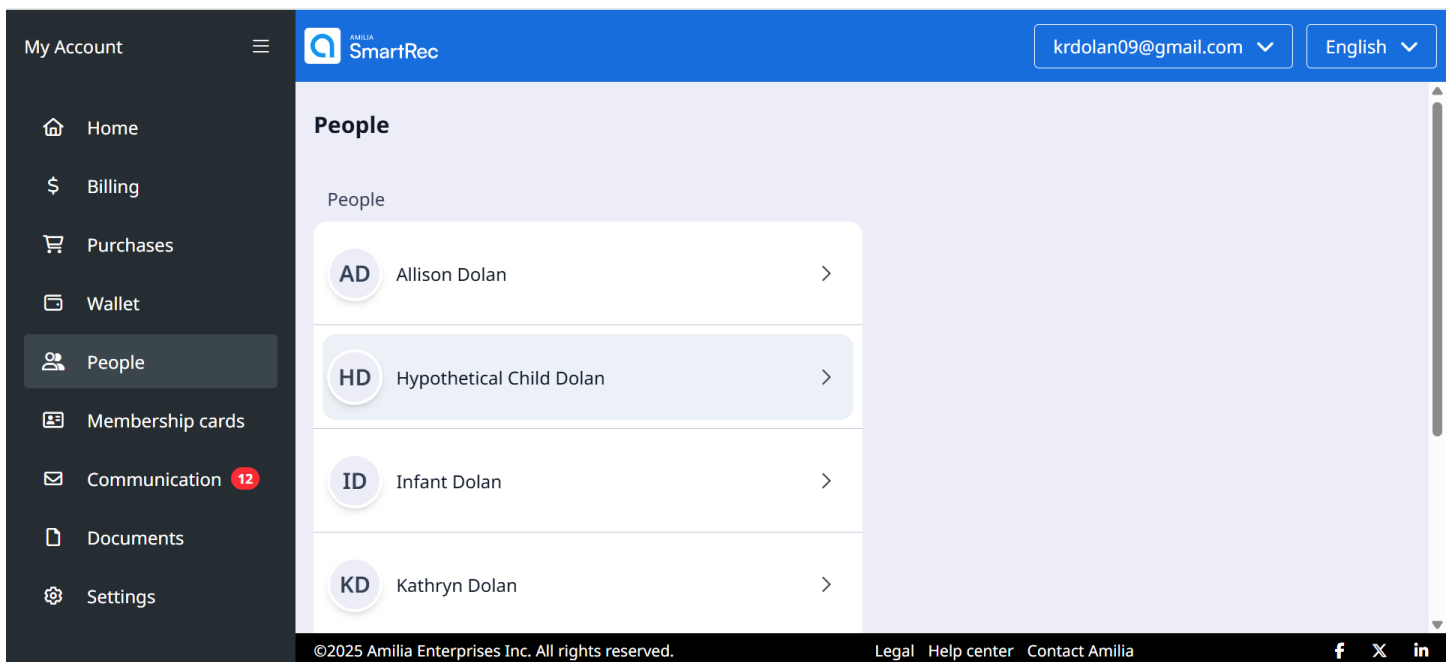 My Account
AMILIA
SmartRec
krdolan09@gmail.com
English
Home
Billing
Purchases
Wallet
People
Membership cards
Communication 12
Documents
Settings
People
People
AD Allison Dolan
HD Hypothetical Child Dolan
ID Infant Dolan
KD Kathryn Dolan
©2025 Amilia Enterprises Inc. All rights reserved. Legal Help center Contact Amilia